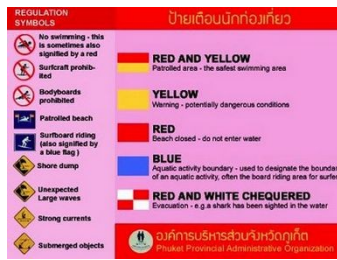 REGULATION
SYMBOLS
No swimming - this
is sometimes also
signified by a red
Surfcraft prohib-
ited
Bodyboards
prohibited
Patrolled beach
Surfboard riding
(also signified by
a blue flag )
Shore dump
Unexpected
Large waves
Strong currents
Submerged objects
ป้ายเตือนนักท่องเที่ยว
RED AND YELLOW
Patrolled area - the safest swimming area
YELLOW
Warning - potentially dangerous conditions
RED
Beach closed - do not enter water
BLUE
Aquatic activity boundary - used to designate the boundar
of an aquatic activity, often the board riding area for surfe
RED AND WHITE CHEQUERED
Evacuation - e.g.a shark has been sighted in the water
องค์การบริหารส่วนจังหวัดภูเก็ต
Phuket Provincial Administrative Organization